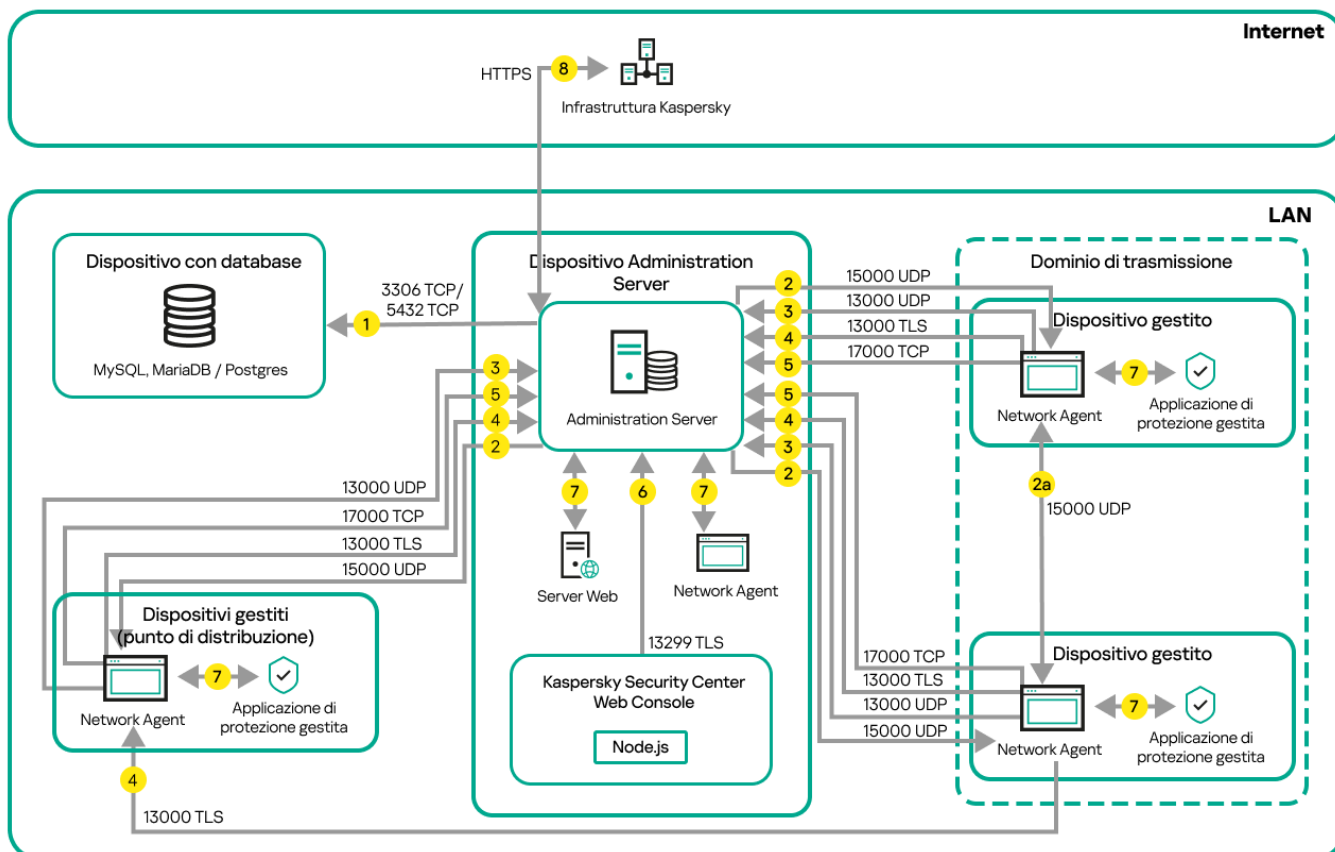 Internet
HTTPS
8
Infrastruttura Kaspersky
LAN
Dispositivo con database
MySQL, MariaDB / Postgres
3306 TCP/
5432 TCP
1
Dispositivo Administration
Server
Administration Server
3
5
4
2
13000 UDP
17000 TCP
13000 TLS
15000 UDP
7
6
7
Server Web
Network Agent
13299 TLS
Kaspersky Security Center
Web Console
Node.js
Dispositivi gestiti
(punto di distribuzione)
7
Network Agent
Applicazione di
protezione gestita
4
13000 TLS
Dominio di trasmissione
2
15000 UDP
3
13000 UDP
4
13000 TLS
5
17000 TCP
Dispositivo gestito
7
Network Agent
Applicazione di
protezione gestita
5
4
3
2
2a
15000 UDP
17000 TCP
13000 TLS
13000 UDP
15000 UDP
Dispositivo gestito
7
Network Agent
Applicazione di
protezione gestita